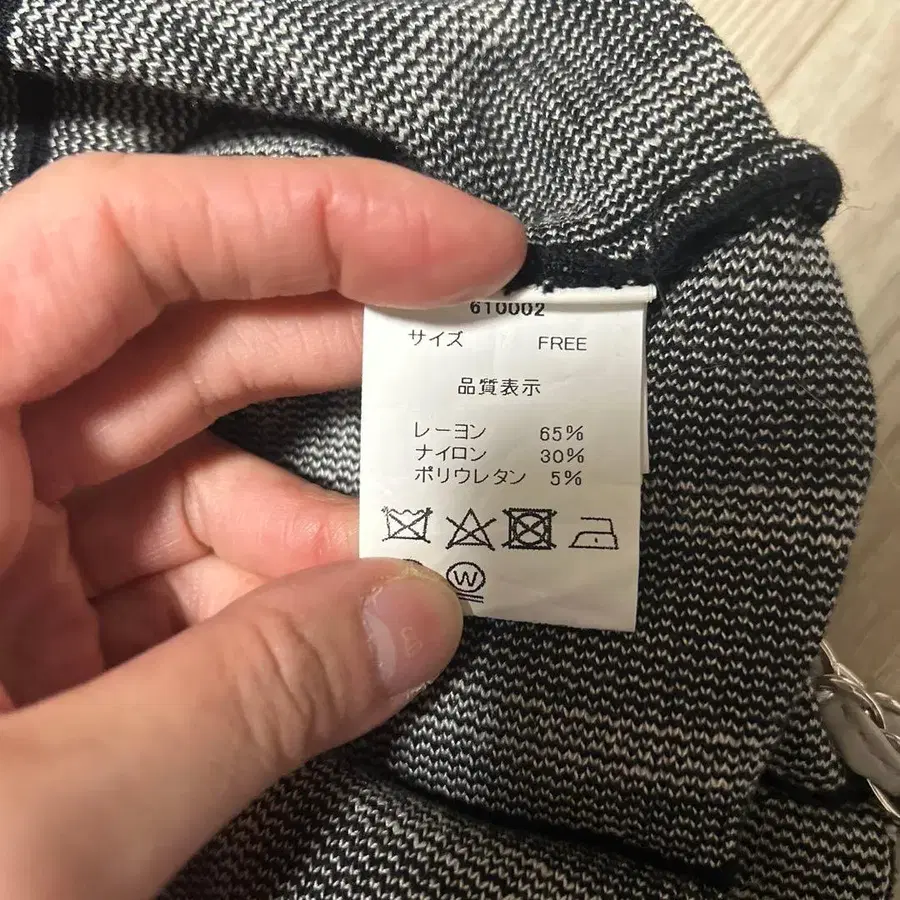 610002
サイズ FREE
品質表示
レーヨン 65%
ナイロン 30%
ポリウレタン 5%
W